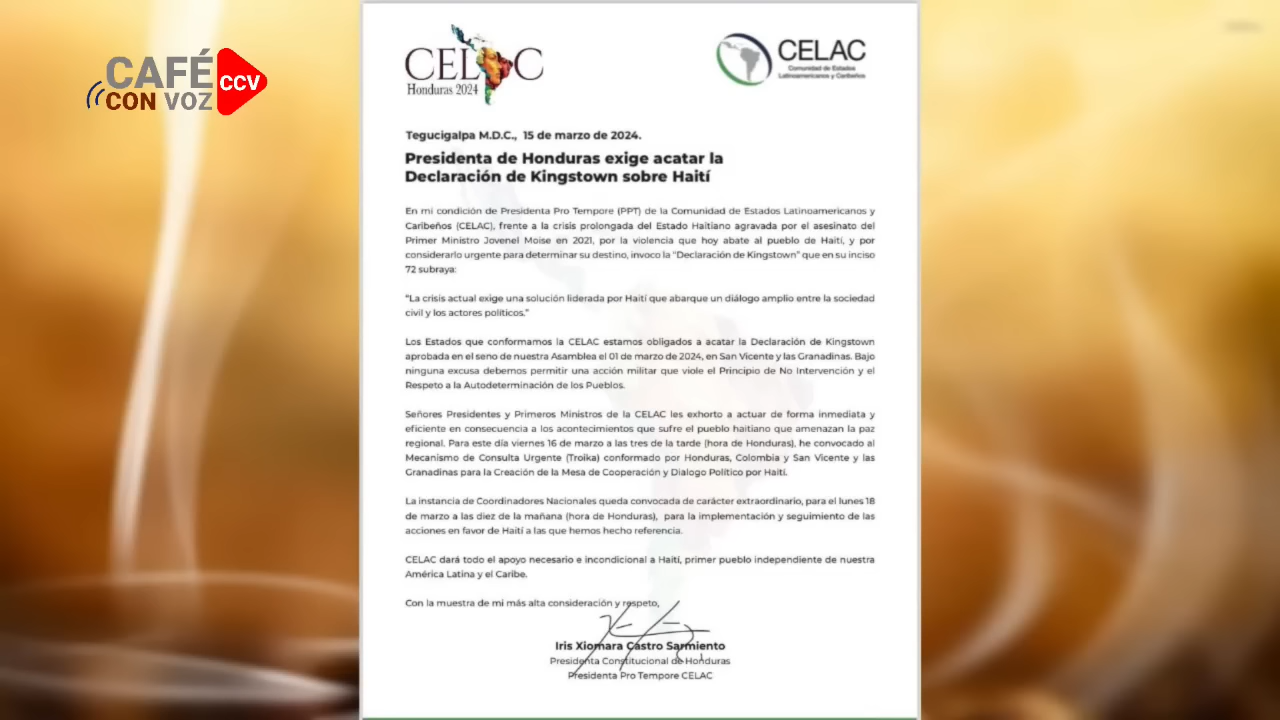 CAFÉ
CON VOZ
CCV
CELAC
Honduras 2024
CELAC
Comunidad de Estados
Latinoamericanos y Caribeños
Tegucigalpa M.D.C., 15 de marzo de 2024.
Presidenta de Honduras exige acatar la
Declaración de Kingstown sobre Haití
En mi condición de Presidenta Pro Tempore (PPT) de la Comunidad de Estados Latinoamericanos y
Caribeños (CELAC), frente a la crisis prolongada del Estado Haitiano agravada por el asesinato del
Primer Ministro Jovenel Moise en 2021, por la violencia que hoy abate al pueblo de Haití, y por
considerarlo urgente para determinar su destino, invoco la "Declaración de Kingstown" que en su inciso
72 subraya:
"La crisis actual exige una solución liderada por Haití que abarque un diálogo amplio entre la sociedad
civil y los actores políticos."
Los Estados que conformamos la CELAC estamos obligados a acatar la Declaración de Kingstown
aprobada en el seno de nuestra Asamblea el 01 de marzo de 2024, en San Vicente y las Granadinas. Bajo
ninguna excusa debemos permitir una acción militar que viole el Principio de No Intervención y el
Respeto a la Autodeterminación de los Pueblos.
Señores Presidentes y Primeros Ministros de la CELAC les exhorto a actuar de forma inmediata y
eficiente en consecuencia a los acontecimientos que sufre el pueblo haitiano que amenazan la paz
regional. Para este día viernes 16 de marzo a las tres de la tarde (hora de Honduras), he convocado al
Mecanismo de Consulta Urgente (Troika) conformado por Honduras, Colombia y San Vicente y las
Granadinas para la Creación de la Mesa de Cooperación y Dialogo Político por Haití.
La instancia de Coordinadores Nacionales queda convocada de carácter extraordinario, para el lunes 18
de marzo a las diez de la mañana (hora de Honduras), para la implementación y seguimiento de las
acciones en favor de Haití a las que hemos hecho referencia.
CELAC dará todo el apoyo necesario e incondicional a Haití, primer pueblo independiente de nuestra
América Latina y el Caribe.
Con la muestra de mi más alta consideración y respeto,
Iris Xiomara Castro Sarmiento
Presidenta Constitucional de Honduras
Presidenta Pro Tempore CELAC